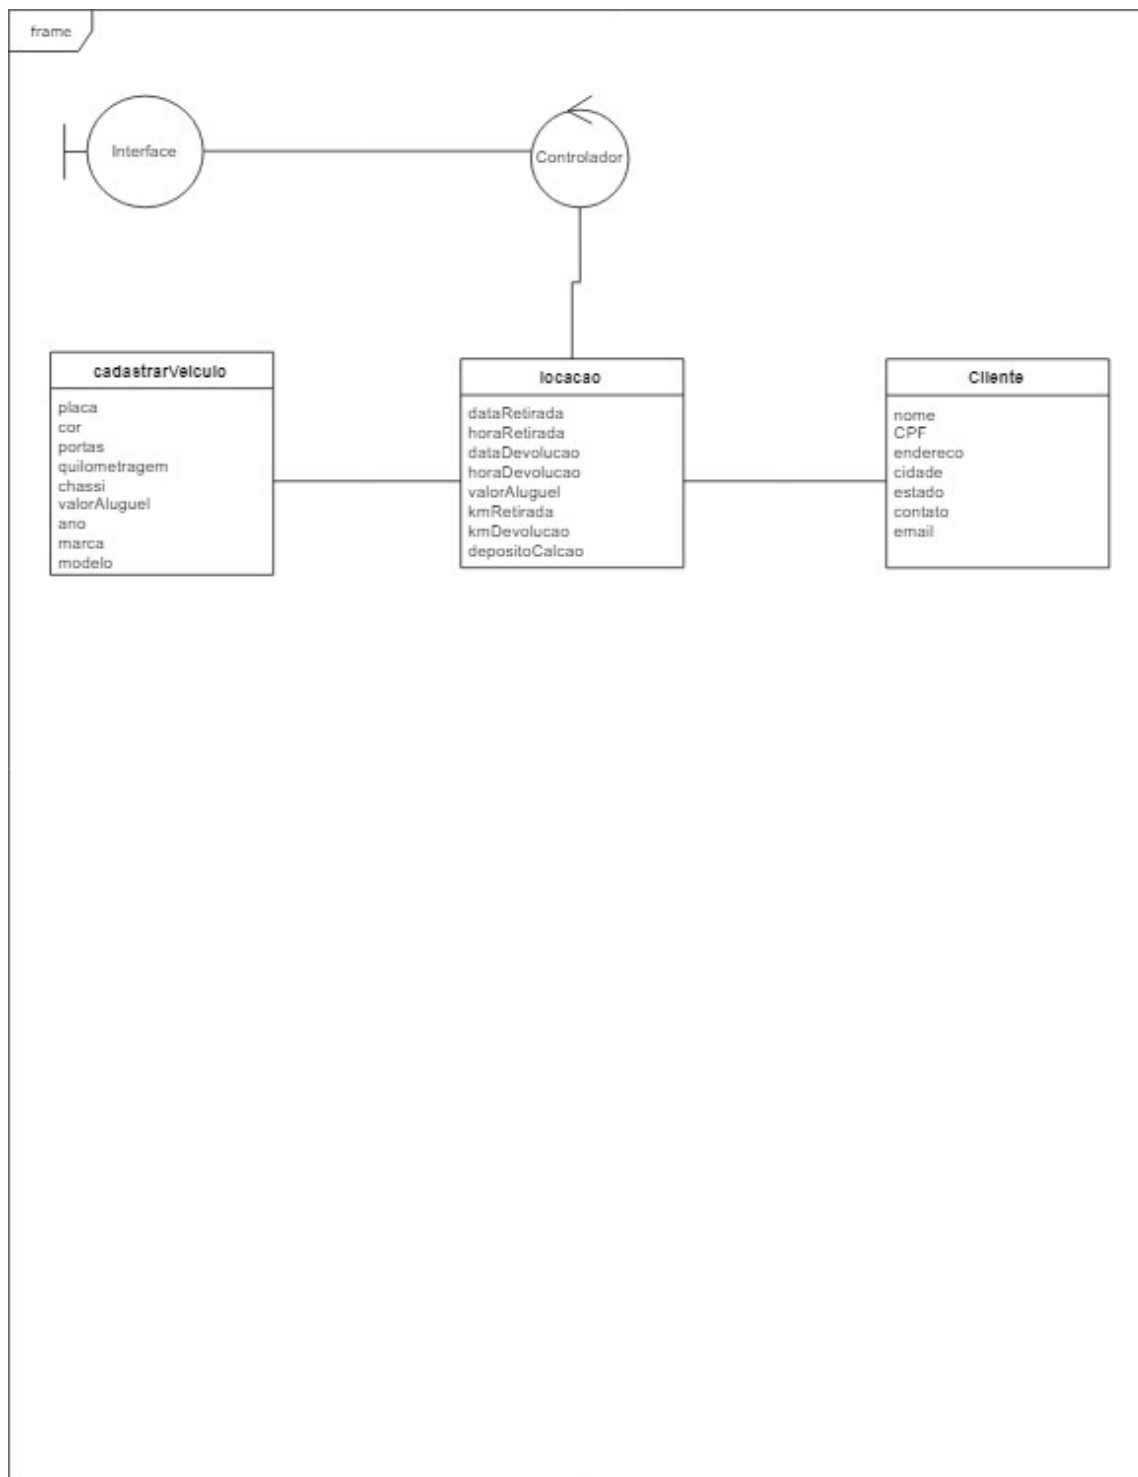 frame
Interface
Controlador
cadastrarVeiculo
placa
cor
portas
quilometragem
chassi
valorAluguel
ano
marca
modelo
locacao
dataRetirada
horaRetirada
dataDevolucao
horaDevolucao
valorAluguel
kmRetirada
kmDevolucao
depositoCalcao
Cliente
nome
CPF
endereco
cidade
estado
contato
email